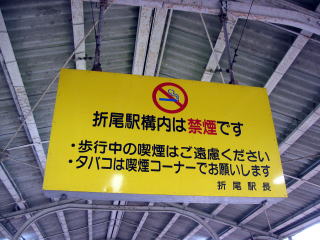 折尾駅構内は禁煙です
・歩行中の喫煙はご遠慮ください
・タバコは喫煙コーナーでお願いします
折尾駅長